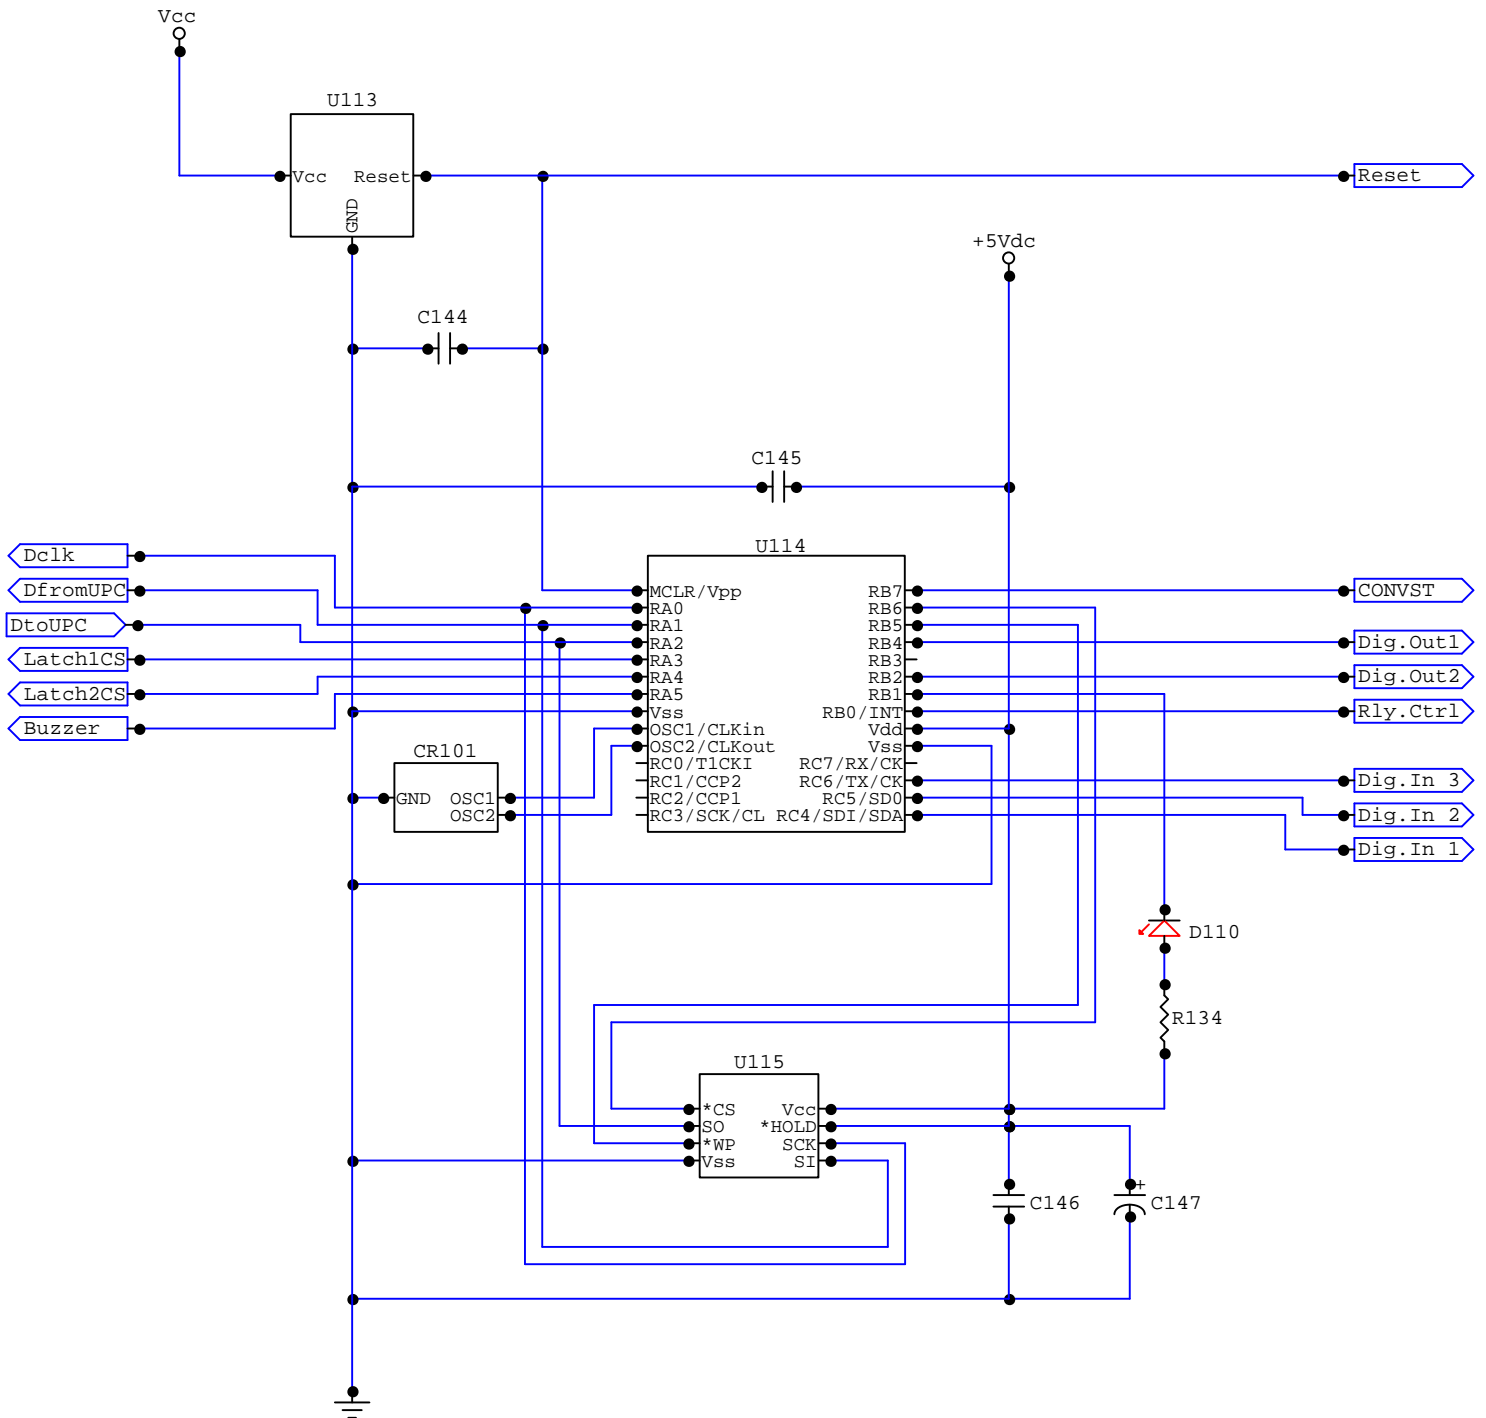 Vcc
U113
Vcc
Reset
GND
Reset
+5Vdc
C144
C145
U114
Dclk
DfromUPC
DtoUPC
Latch1CS
Latch2CS
Buzzer
MCLR/Vpp
RA0
RA1
RA2
RA3
RA4
RA5
Vss
OSC1/CLKin
OSC2/CLKout
RC0/T1CKI
RC1/CCP2
RC2/CCP1
RC3/SCK/CL
RB7
RB6
RB5
RB4
RB3
RB2
RB1
RB0/INT
Vdd
Vss
RC7/RX/CK
RC6/TX/CK
RC5/SD0
RC4/SDI/SDA
CONVST
Dig.Out1
Dig.Out2
Rly.Ctrl
Dig.In 3
Dig.In 2
Dig.In 1
CR101
GND
OSC1
OSC2
D110
R134
U115
*CS
SO
*WP
Vss
Vcc
*HOLD
SCK
SI
C146
+
C147